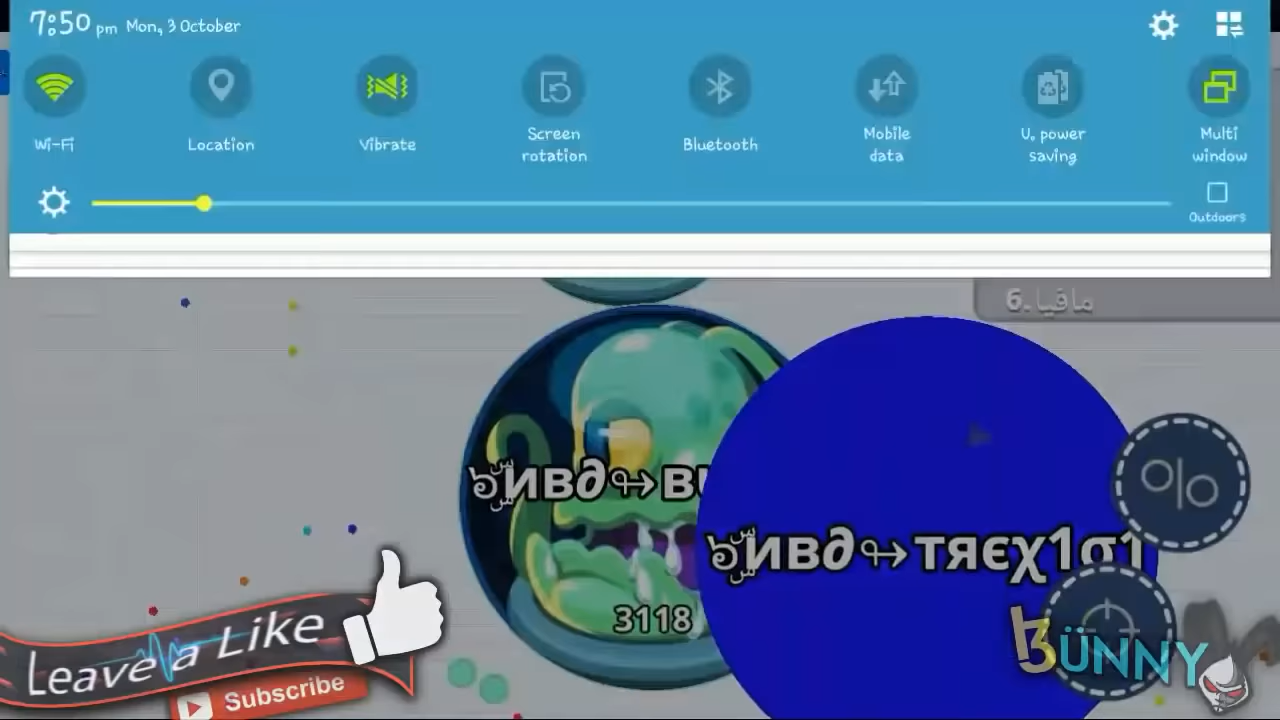 7:50 pm Mon, 3 October
Wi-Fi
Location
Vibrate
Screen
rotation
Bluetooth
Mobile
data
U. power
saving
Multi
window
Outdoors
6.مافيا
3118
Leave a Like
Subscribe
BÜNNY